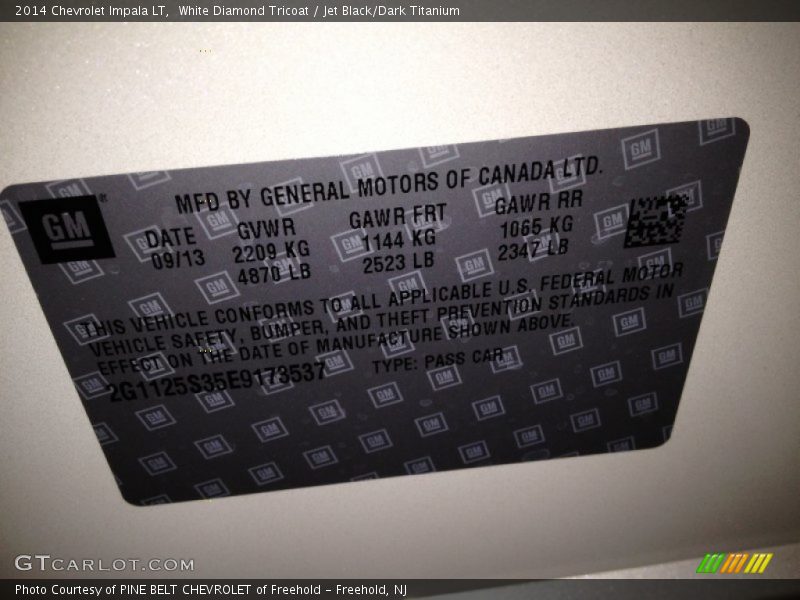 2014 Chevrolet Impala LT, White Diamond Tricoat / Jet Black/Dark Titanium
MFD BY GENERAL MOTORS OF CANADA LTD.
GM
DATE GVWR GAWR FRT GAWR RR
09/13 2209 KG 1144 KG 1065 KG
4870 LB 2523 LB 2347 LB
THIS VEHICLE CONFORMS TO ALL APPLICABLE U.S. FEDERAL MOTOR
VEHICLE SAFETY, BUMPER, AND THEFT PREVENTION STANDARDS IN
EFFECT ON THE DATE OF MANUFACTURE SHOWN ABOVE.
2G1125S35E9173537 TYPE: PASS CAR
GTCARLOT.COM
Photo Courtesy of PINE BELT CHEVROLET of Freehold - Freehold, NJ